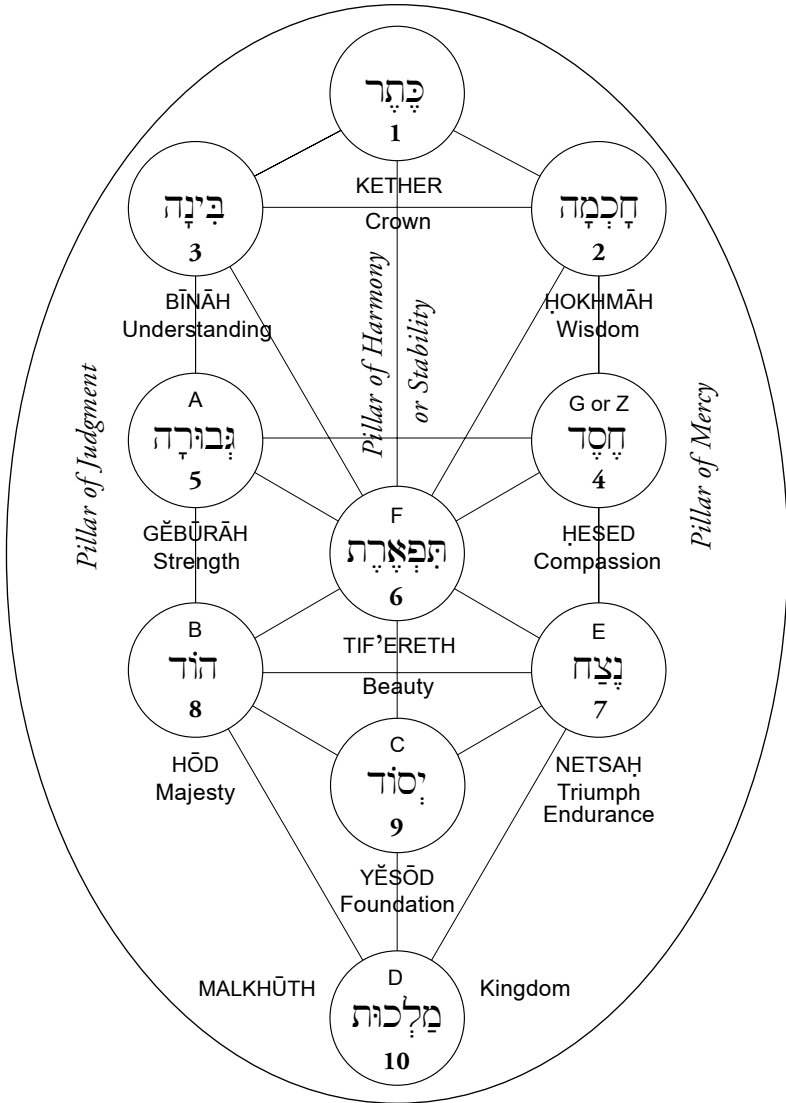 כֶּתֶר
1
KETHER
Crown
בִּינָה
3
BĪNĀH
Understanding
חָכְמָה
2
ḤOKHMĀH
Wisdom
Pillar of Harmony
or Stability
Pillar of Judgment
Pillar of Mercy
A
גְּבוּרָה
5
GĔBŪRĀH
Strength
G or Z
חֶסֶד
4
ḤESED
Compassion
F
תִּפְאֶרֶת
6
TIF’ERETH
Beauty
B
הוֹד
8
HŌD
Majesty
E
נֶצַח
7
NETSAḤ
Triumph
Endurance
C
יְסוֹד
9
YĔSŌD
Foundation
MALKHŪTH
D
מַלְכוּת
10
Kingdom